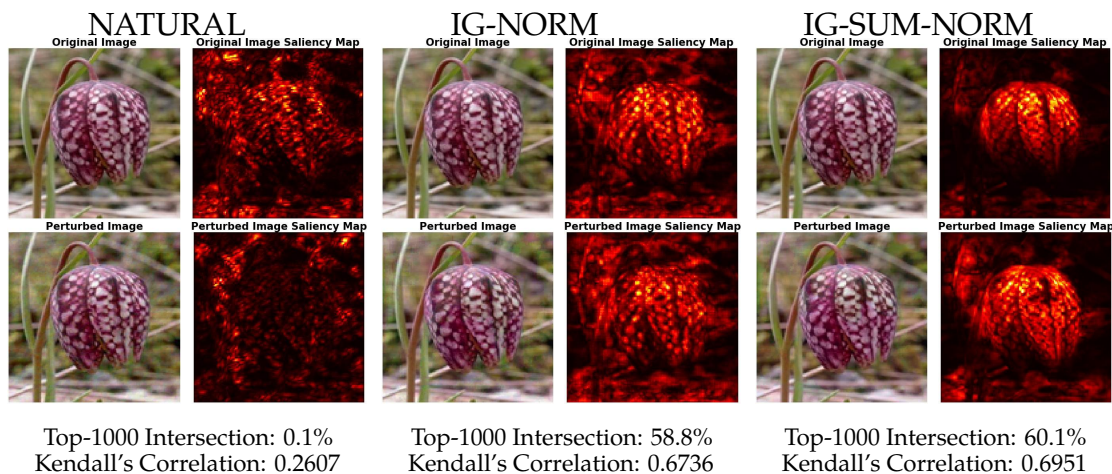 NATURAL
IG-NORM
IG-SUM-NORM
Original Image
Original Image Saliency Map
Original Image
Original Image Saliency Map
Original Image
Original Image Saliency Map
Perturbed Image
Perturbed Image Saliency Map
Perturbed Image
Perturbed Image Saliency Map
Perturbed Image
Perturbed Image Saliency Map
Top-1000 Intersection: 0.1%
Kendall's Correlation: 0.2607
Top-1000 Intersection: 58.8%
Kendall's Correlation: 0.6736
Top-1000 Intersection: 60.1%
Kendall's Correlation: 0.6951